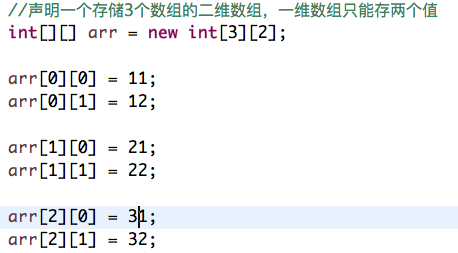 //声明一个存储3个数组的二维数组，一维数组只能存两个值
int[][] arr = new int[3][2];
arr[0][0] = 11;
arr[0][1] = 12;
arr[1][0] = 21;
arr[1][1] = 22;
arr[2][0] = 31;
arr[2][1] = 32;